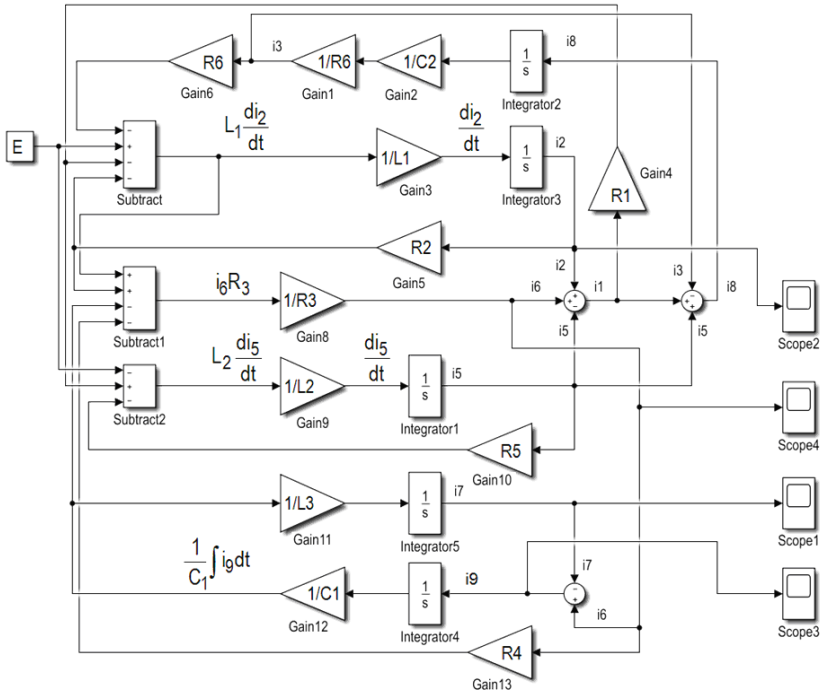 i3
i8
R6
1/R6
1/C2
1
s
Gain6
Gain1
Gain2
Integrator2
L1 di2
dt
di2
dt
E
−
+
−
−
1/L1
1
s
i2
Gain4
R1
Subtract
Gain3
Integrator3
R2
i2
i3
Gain5
+
+
−
−
i6R3
1/R3
i6
+
+
−
i1
−
+
+
i8
Subtract1
Gain8
i5
i5
Scope2
L2 di5
dt
di5
dt
−
+
−
1/L2
1
s
i5
Subtract2
Gain9
Integrator1
Scope4
R5
Gain10
1/L3
1
s
i7
Gain11
Integrator5
Scope1
1
C1
∫i9dt
i7
1/C1
1
s
i9
−
+
i6
Gain12
Integrator4
Scope3
R4
Gain13